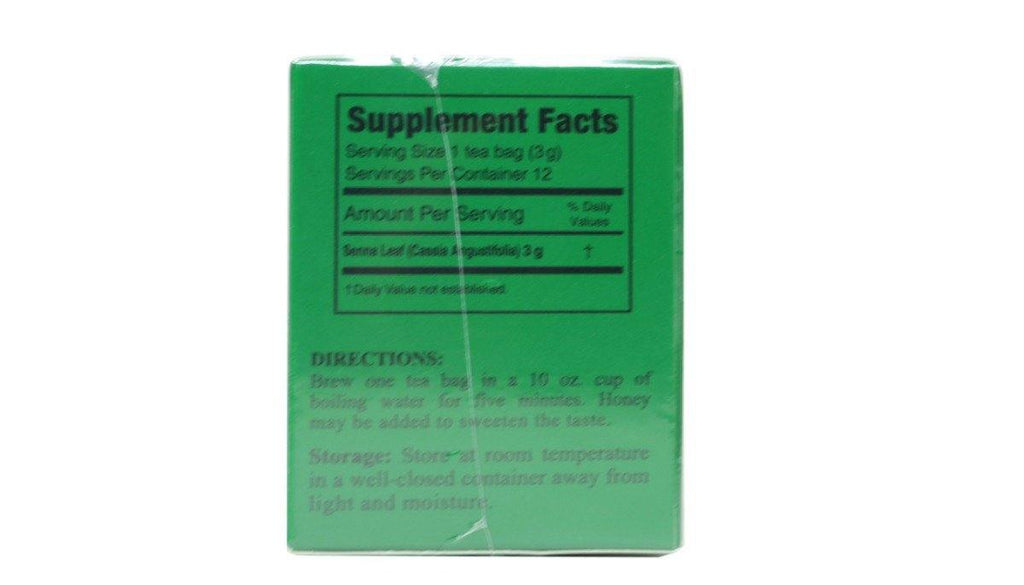 Supplement Facts
Serving Size 1 tea bag (3 g)
Servings Per Container 12
Amount Per Serving
% Daily
Values
Senna Leaf (Cassia Angustifolia) 3 g †
† Daily Value not established.
DIRECTIONS:
Brew one tea bag in a 10 oz. cup of
boiling water for five minutes. Honey
may be added to sweeten the taste.
Storage: Store at room temperature
in a well-closed container away from
light and moisture.